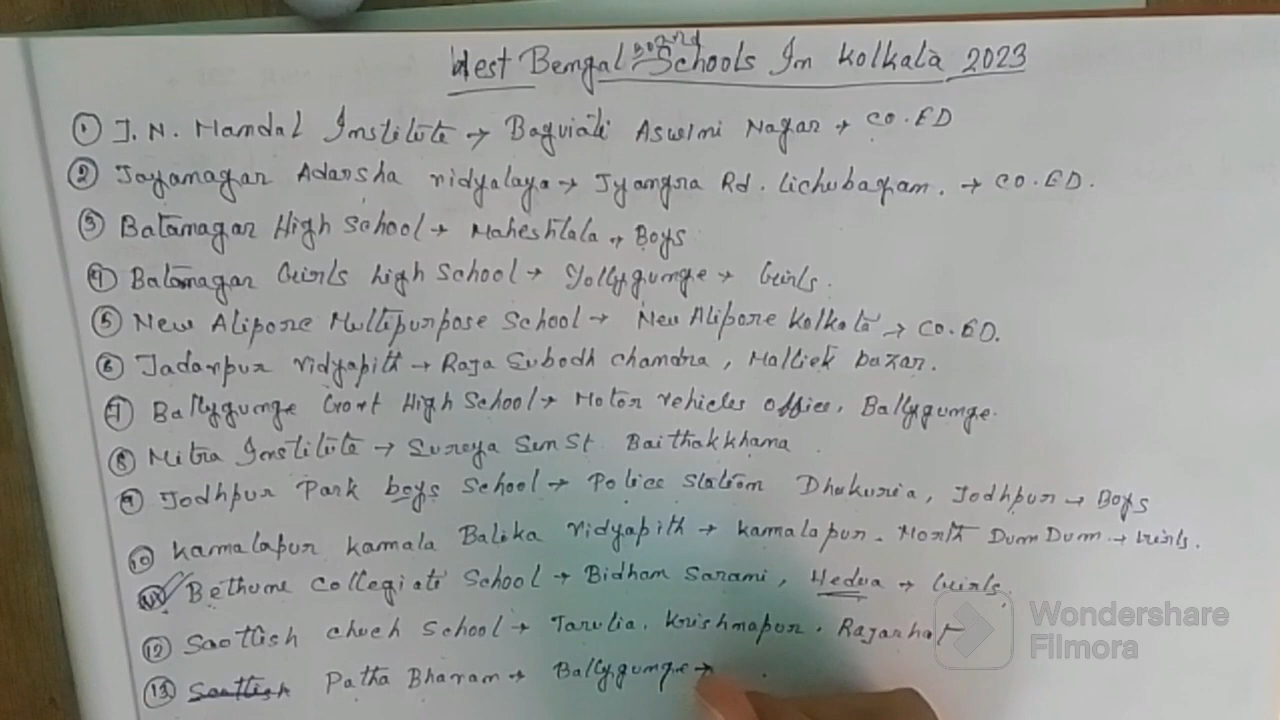 West Bengal Board Schools In Kolkata 2023
① J. N. Mandal Institute → Baguiati Aswini Nagar → CO.ED
② Jayanagar Adarsha vidyalaya → Jyangra Rd. Lichubagan. → CO.ED.
③ Batanagar High School → Maheshtala → Boys
④ Batanagar Girls high School → Tollygunge → Girls.
⑤ New Alipore Multipurpose School → New Alipore Kolkata → CO.ED.
⑥ Jadavpur vidyapith → Raja Subodh chandra, Mallick bazar.
⑦ Ballygunge Govt High School → Motor vehicles office, Ballygunge.
⑧ Mitra Institute → Sureya Sen St. Baithakkhana
⑨ Jodhpur Park boys School → Police Station Dhakuria, Jodhpur → Boys
⑩ Kamalapur kamala Balika vidyapith → kamalapur. North Dum Dum. → Girls.
Bethune Collegiate School → Bidhan Sarani, Hedua → Girls.
⑫ Scottish chuch School → Tarulia. Krishnapur. Rajarhat
⑬ Scottish Patha Bhavan → Ballygunge →
Wondershare
Filmora